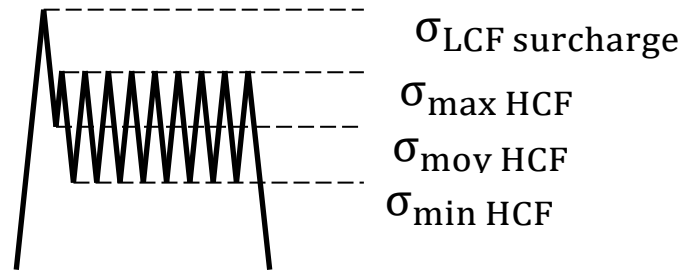 σLCF surcharge
σmax HCF
σmoy HCF
σmin HCF